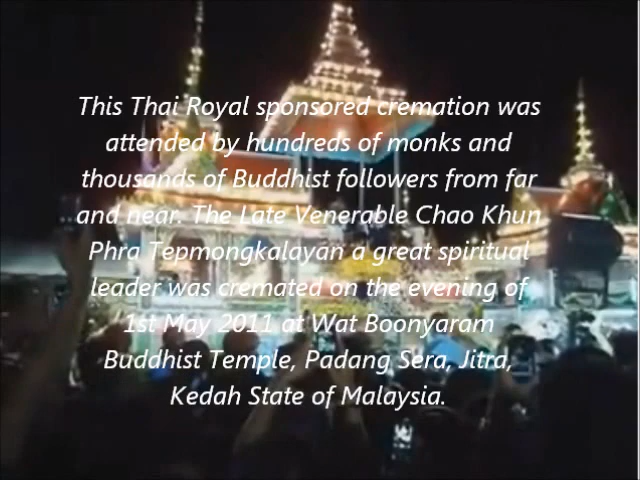 This Thai Royal sponsored cremation was
attended by hundreds of monks and
thousands of Buddhist followers from far
and near. The Late Venerable Chao Khun
Phra Tepmongkalayan a great spiritual
leader was cremated on the evening of
1st May 2011 at Wat Boonyaram
Buddhist Temple, Padang Sera, Jitra,
Kedah State of Malaysia.